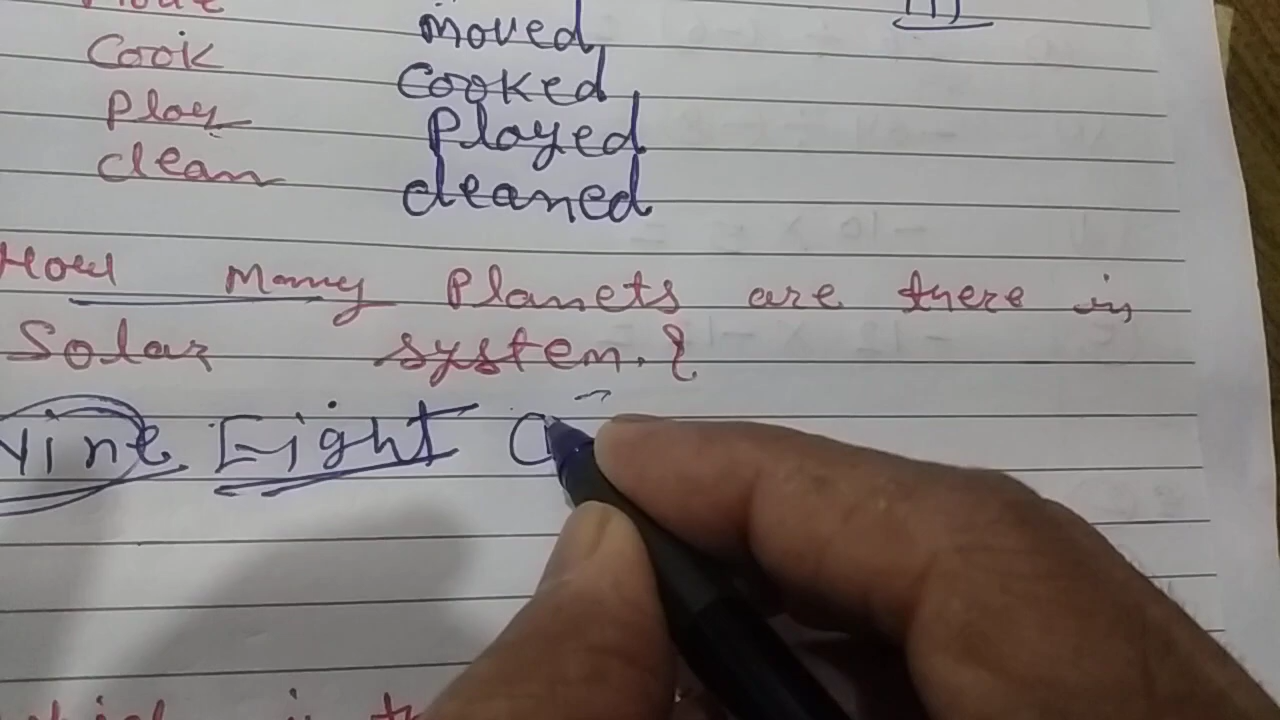 moved
Cook cooked
Play Played
clean cleaned
How Many Planets are there in
Solar system.?
Nine Eight